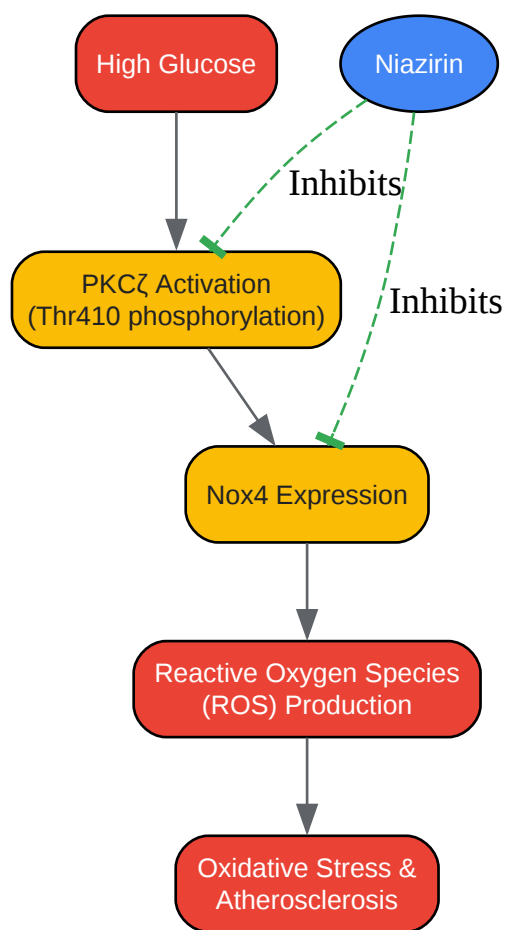 High Glucose
Niazirin
Inhibits
PKCζ Activation
(Thr410 phosphorylation)
Inhibits
Nox4 Expression
Reactive Oxygen Species
(ROS) Production
Oxidative Stress &
Atherosclerosis